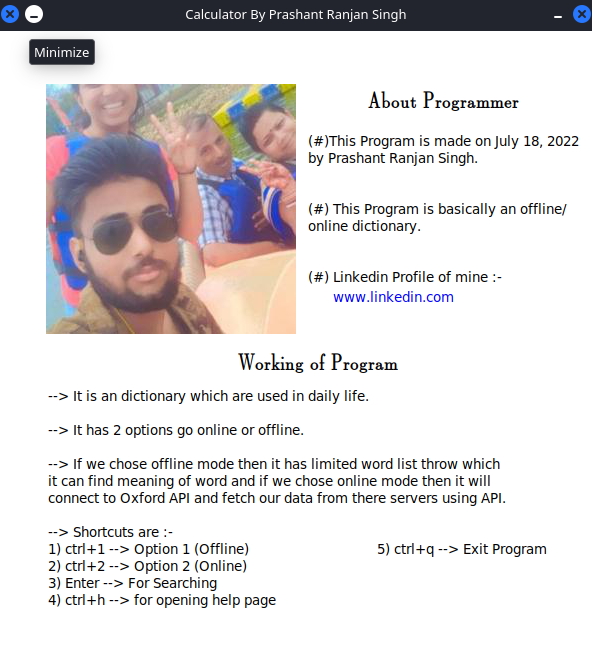 Calculator By Prashant Ranjan Singh
Minimize
About Programmer
(#)This Program is made on July 18, 2022
by Prashant Ranjan Singh.
(#) This Program is basically an offline/
online dictionary.
(#) Linkedin Profile of mine :-
www.linkedin.com
Working of Program
--> It is an dictionary which are used in daily life.
--> It has 2 options go online or offline.
--> If we chose offline mode then it has limited word list throw which
it can find meaning of word and if we chose online mode then it will
connect to Oxford API and fetch our data from there servers using API.
--> Shortcuts are :-
1) ctrl+1 --> Option 1 (Offline)
2) ctrl+2 --> Option 2 (Online)
3) Enter --> For Searching
4) ctrl+h --> for opening help page
5) ctrl+q --> Exit Program